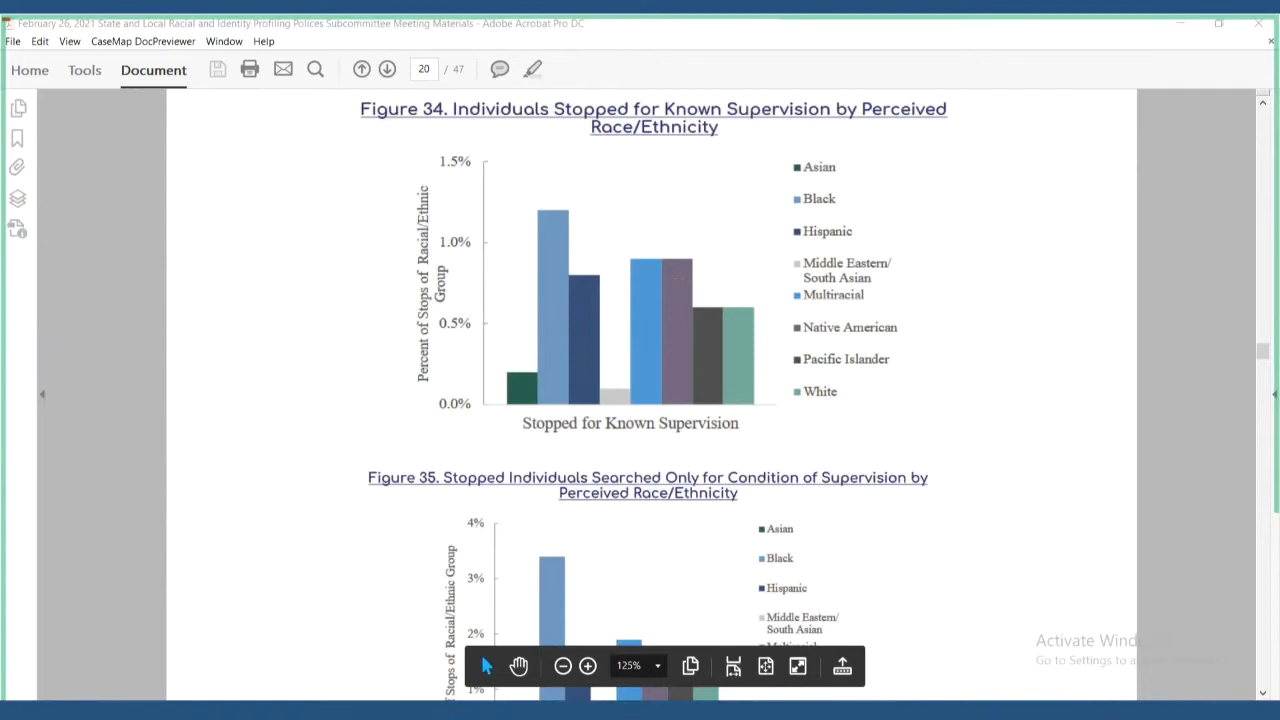 February 26, 2021 State and Local Racial and Identity Profiling Polices Subcommittee Meeting Materials - Adobe Acrobat Pro DC
File Edit View CaseMap DocPreviewer Window Help
Home Tools Document 20 / 47
Figure 34. Individuals Stopped for Known Supervision by Perceived
Race/Ethnicity
Percent of Stops of Racial/Ethnic
Group
1.5%
1.0%
0.5%
0.0%
Stopped for Known Supervision
Asian
Black
Hispanic
Middle Eastern/
South Asian
Multiracial
Native American
Pacific Islander
White
Figure 35. Stopped Individuals Searched Only for Condition of Supervision by
Perceived Race/Ethnicity
Stops of Racial/Ethnic Group
4%
3%
2%
1%
Asian
Black
Hispanic
Middle Eastern/
South Asian
125%
Activate
Go to Settings to